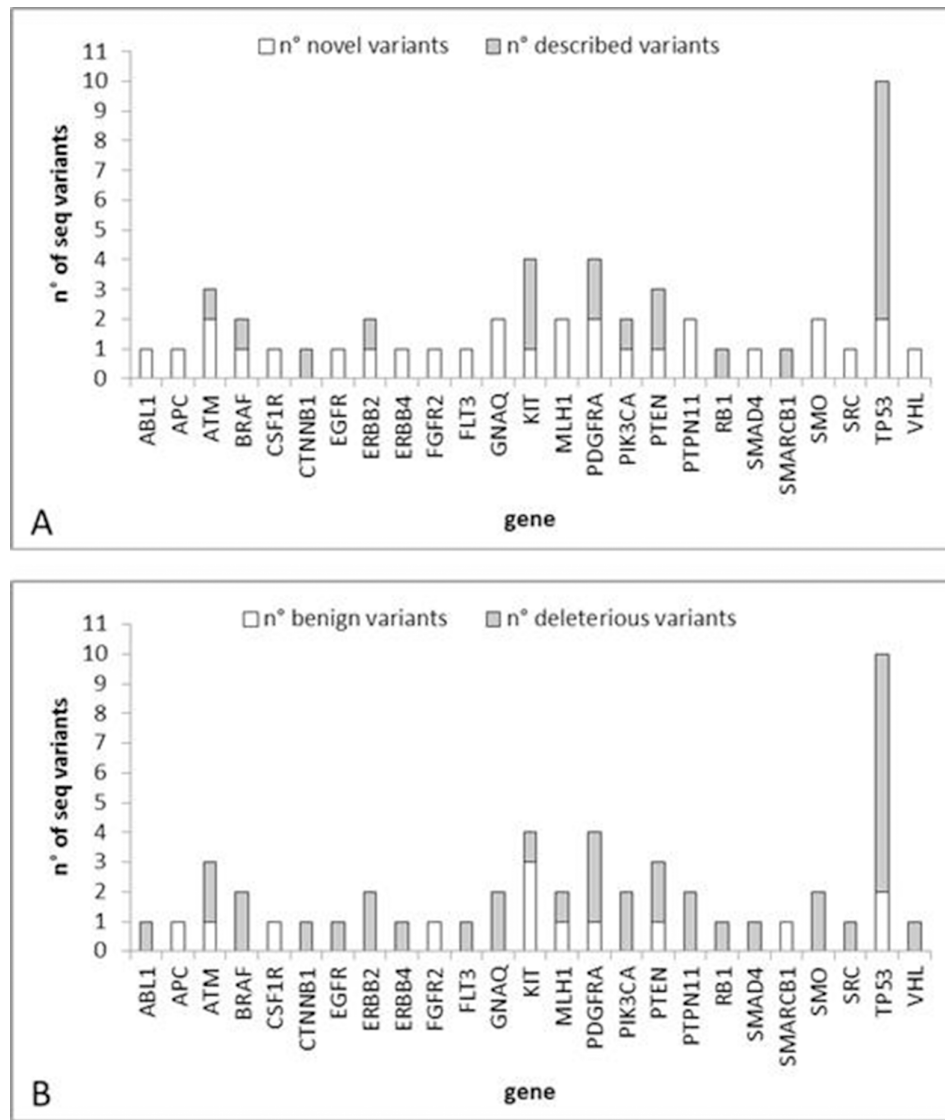 n° novel variants n° described variants
11
10
9
8
7
6
5
4
3
2
1
0
n° of seq variants
ABL1
APC
ATM
BRAF
CSF1R
CTNNB1
EGFR
ERBB2
ERBB4
FGFR2
FLT3
GNAQ
KIT
MLH1
PDGFRA
PIK3CA
PTEN
PTPN11
RB1
SMAD4
SMARCB1
SMO
SRC
TP53
VHL
gene
A
n° benign variants n° deleterious variants
11
10
9
8
7
6
5
4
3
2
1
0
n° of seq variants
ABL1
APC
ATM
BRAF
CSF1R
CTNNB1
EGFR
ERBB2
ERBB4
FGFR2
FLT3
GNAQ
KIT
MLH1
PDGFRA
PIK3CA
PTEN
PTPN11
RB1
SMAD4
SMARCB1
SMO
SRC
TP53
VHL
gene
B